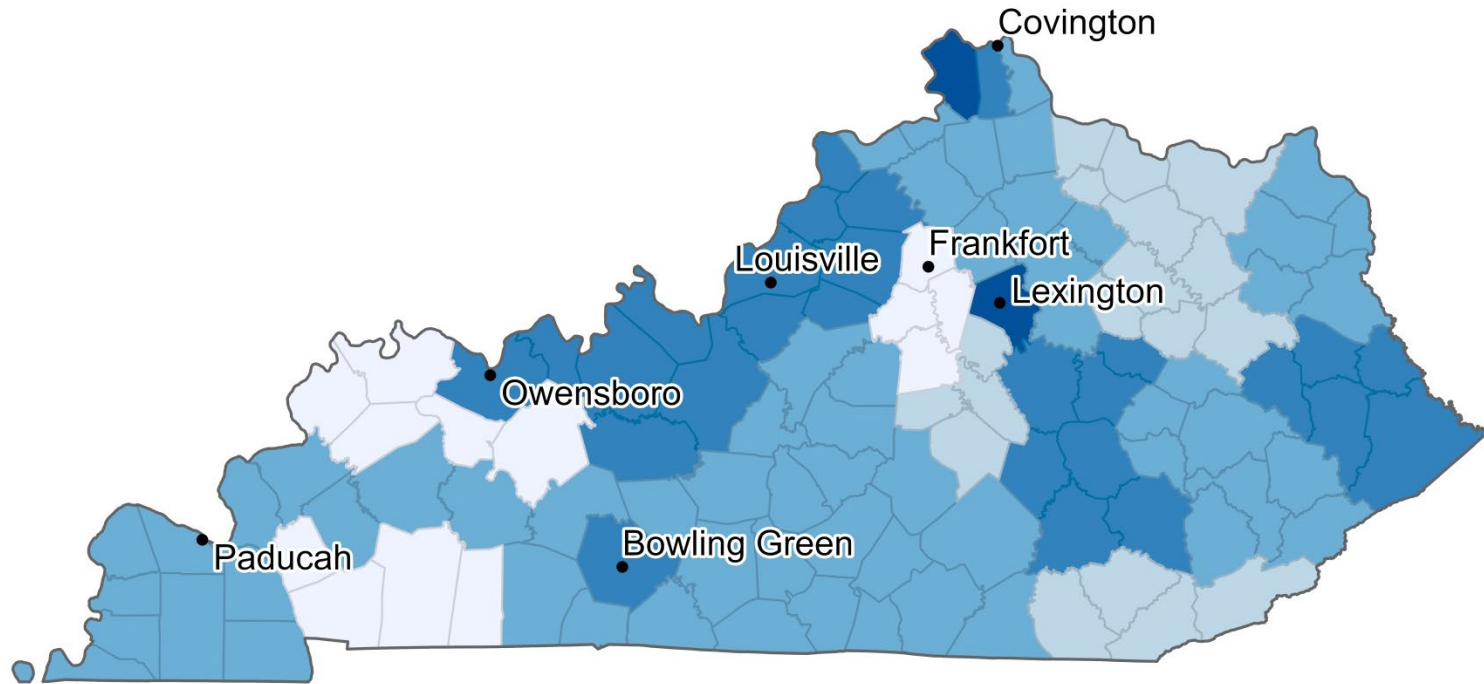 Covington
Frankfort
Louisville
Lexington
Owensboro
Bowling Green
Paducah